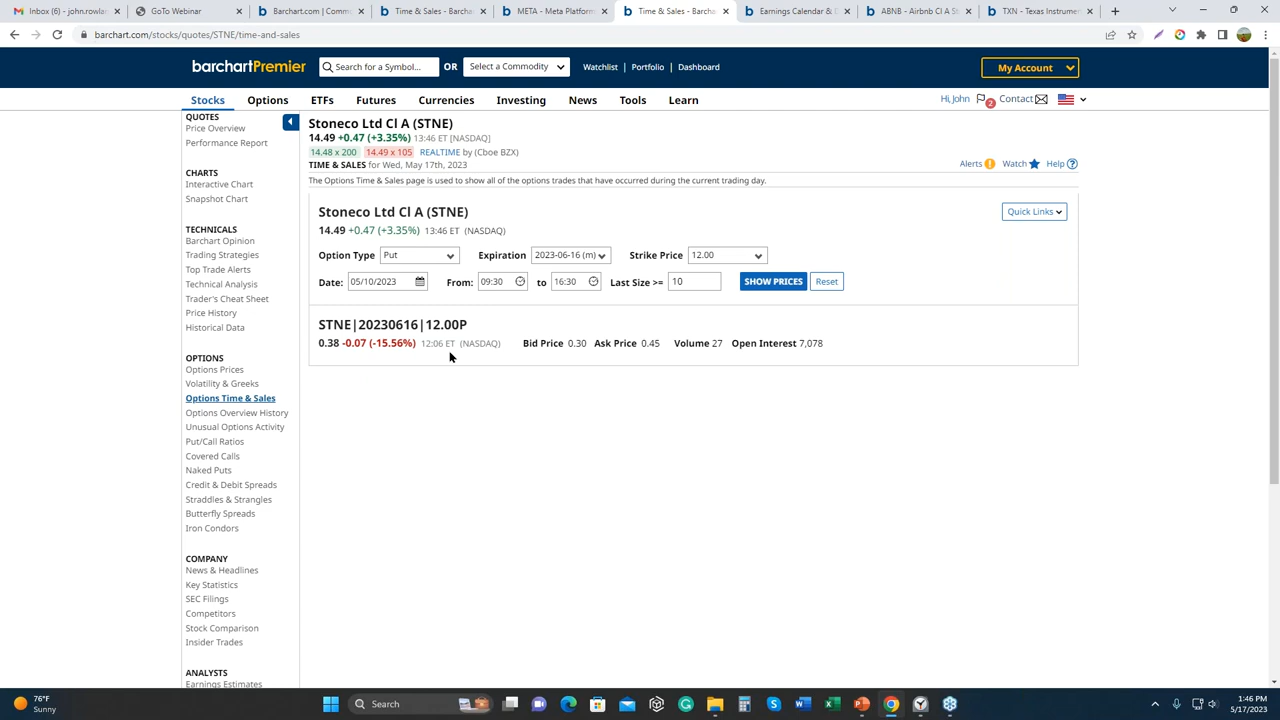 Inbox (6) - john.rowlan
GoTo Webinar
Barchart.com | Comm
Time & Sales - Barchar
META - Meta Platform
Time & Sales - Barchar
Earnings Calendar & D
ABNB - Airbnb Cl A St
TXN - Texas Instrumen
barchart.com/stocks/quotes/STNE/time-and-sales
barchartPremier Search for a Symbol... OR Select a Commodity Watchlist | Portfolio | Dashboard My Account
Stocks Options ETFs Futures Currencies Investing News Tools Learn Hi, John 2 Contact
QUOTES
Price Overview
Performance Report
CHARTS
Interactive Chart
Snapshot Chart
TECHNICALS
Barchart Opinion
Trading Strategies
Top Trade Alerts
Technical Analysis
Trader's Cheat Sheet
Price History
Historical Data
OPTIONS
Options Prices
Volatility & Greeks
Options Time & Sales
Options Overview History
Unusual Options Activity
Put/Call Ratios
Covered Calls
Naked Puts
Credit & Debit Spreads
Straddles & Strangles
Butterfly Spreads
Iron Condors
COMPANY
News & Headlines
Key Statistics
SEC Filings
Competitors
Stock Comparison
Insider Trades
ANALYSTS
Earnings Estimates
Stoneco Ltd Cl A (STNE)
14.49 +0.47 (+3.35%) 13:46 ET [NASDAQ]
14.48 x 200 14.49 x 105 REALTIME by (Cboe BZX)
TIME & SALES for Wed, May 17th, 2023
Alerts Watch Help
The Options Time & Sales page is used to show all of the options trades that have occurred during the current trading day.
Stoneco Ltd Cl A (STNE)
Quick Links
14.49 +0.47 (+3.35%) 13:46 ET (NASDAQ)
Option Type Put Expiration 2023-06-16 (m) Strike Price 12.00
Date: 05/10/2023 From: 09:30 to 16:30 Last Size >= 10 SHOW PRICES Reset
STNE|20230616|12.00P
0.38 -0.07 (-15.56%) 12:06 ET (NASDAQ) Bid Price 0.30 Ask Price 0.45 Volume 27 Open Interest 7,078
76°F
Sunny
Search
1:46 PM
5/17/2023